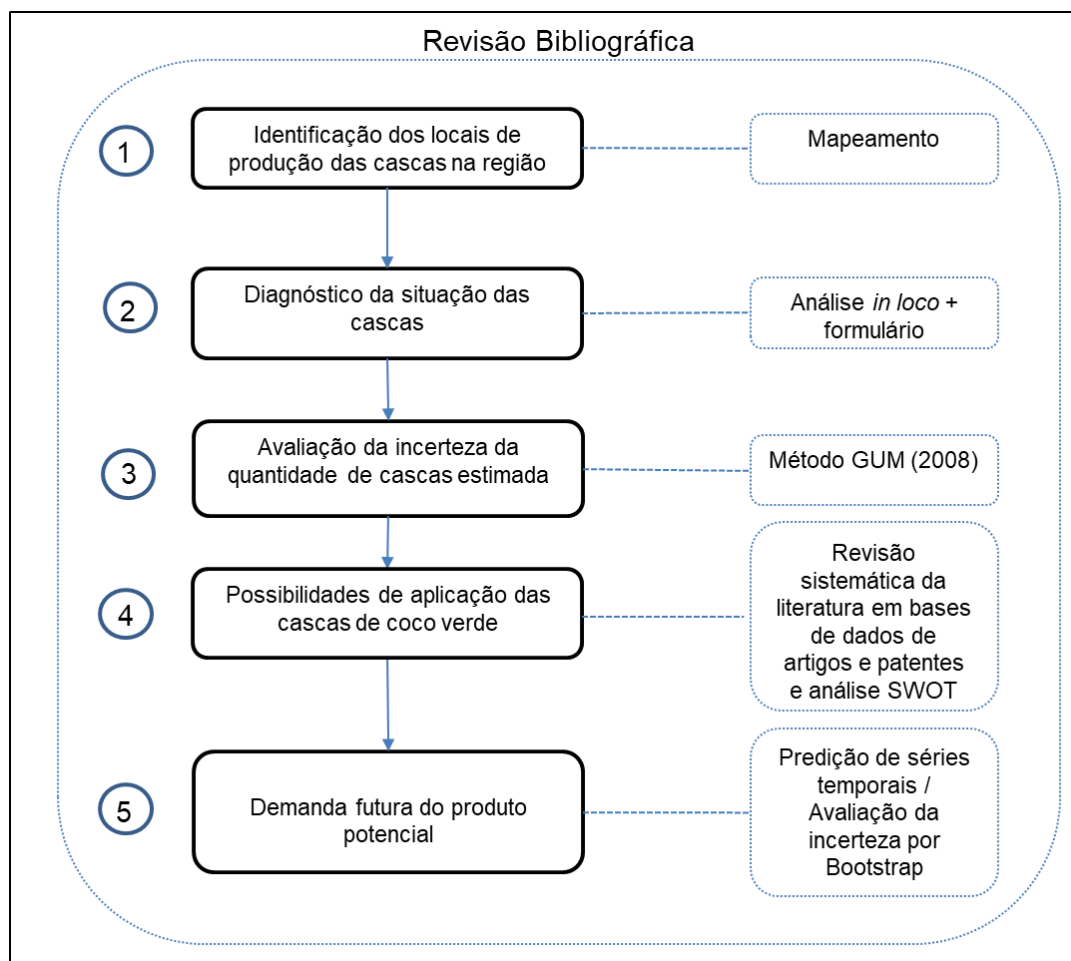 Revisão Bibliográfica
1
Identificação dos locais de
produção das cascas na região
Mapeamento
2
Diagnóstico da situação das
cascas
Análise in loco +
formulário
3
Avaliação da incerteza da
quantidade de cascas estimada
Método GUM (2008)
4
Possibilidades de aplicação das
cascas de coco verde
Revisão
sistemática da
literatura em bases
de dados de
artigos e patentes
e análise SWOT
5
Demanda futura do produto
potencial
Predição de séries
temporais /
Avaliação da
incerteza por
Bootstrap